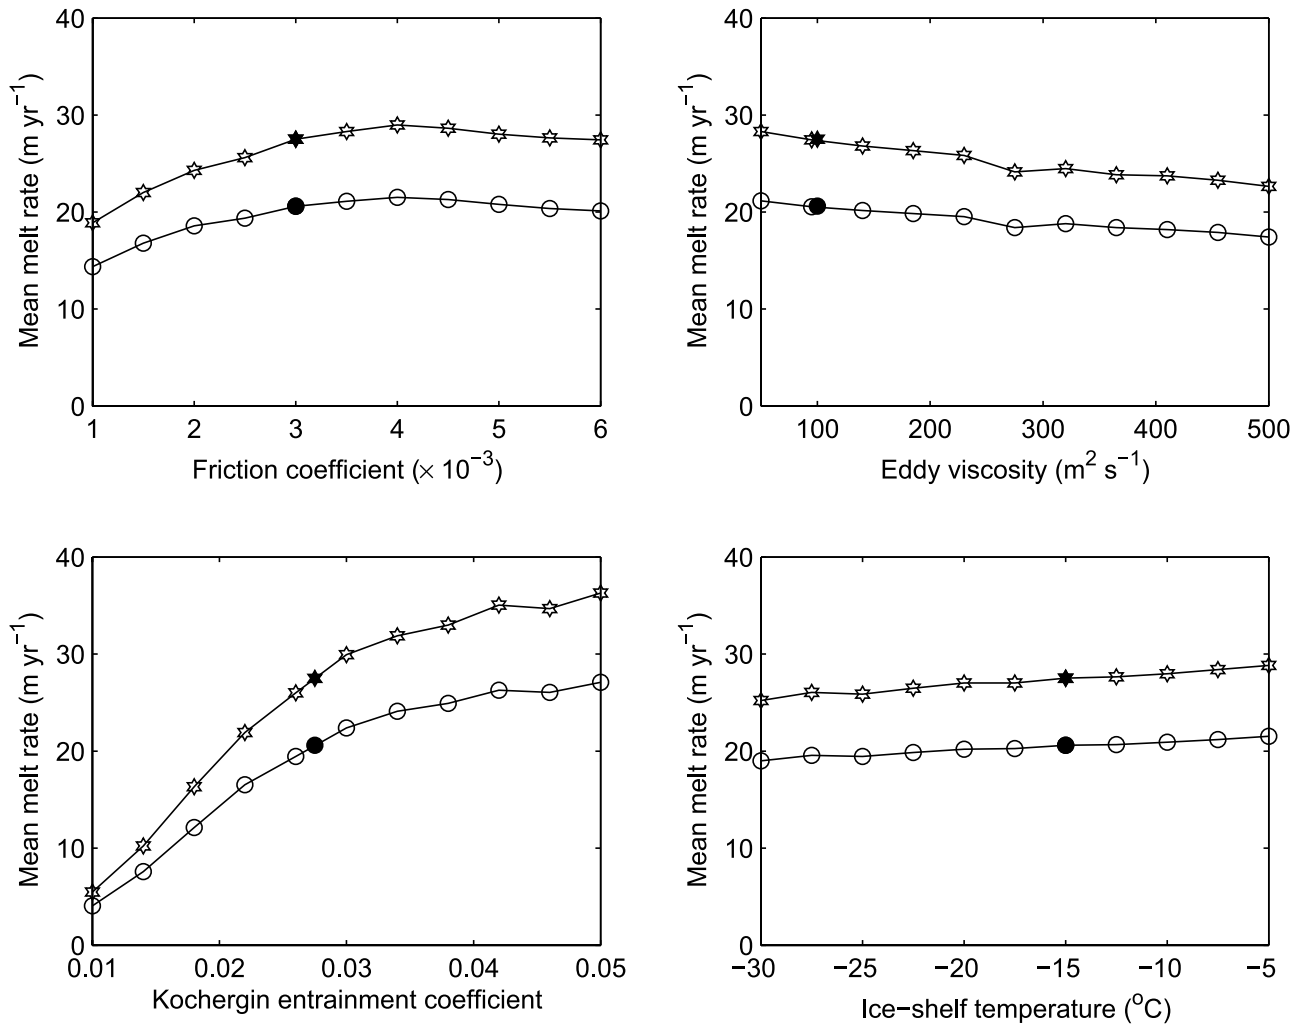 40
30
20
10
0
Mean melt rate (m yr⁻¹)
1 2 3 4 5 6
Friction coefficient (× 10⁻³)
40
30
20
10
0
Mean melt rate (m yr⁻¹)
100 200 300 400 500
Eddy viscosity (m² s⁻¹)
40
30
20
10
0
Mean melt rate (m yr⁻¹)
0.01 0.02 0.03 0.04 0.05
Kochergin entrainment coefficient
40
30
20
10
0
Mean melt rate (m yr⁻¹)
−30 −25 −20 −15 −10 −5
Ice−shelf temperature (°C)